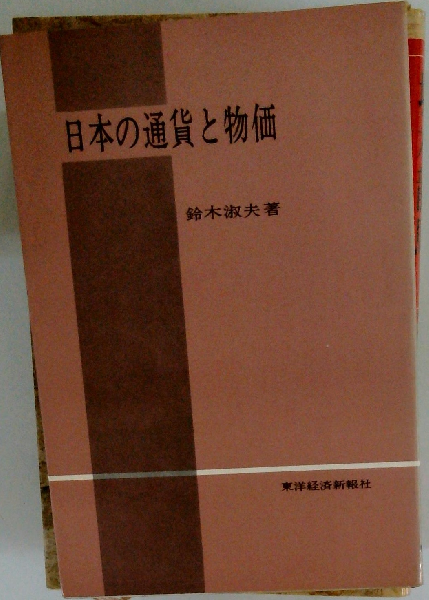 日本の通貨と物価
鈴木淑夫著
東洋経済新報社